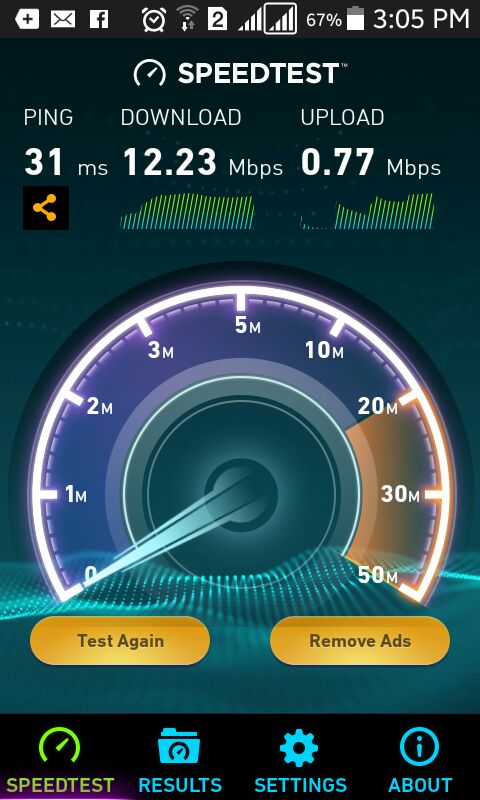 2 67% 3:05 PM
SPEEDTEST™
PING DOWNLOAD UPLOAD
31 ms 12.23 Mbps 0.77 Mbps
5M
3M 10M
2M 20M
1M 30M
0 50M
Test Again Remove Ads
SPEEDTEST RESULTS SETTINGS ABOUT